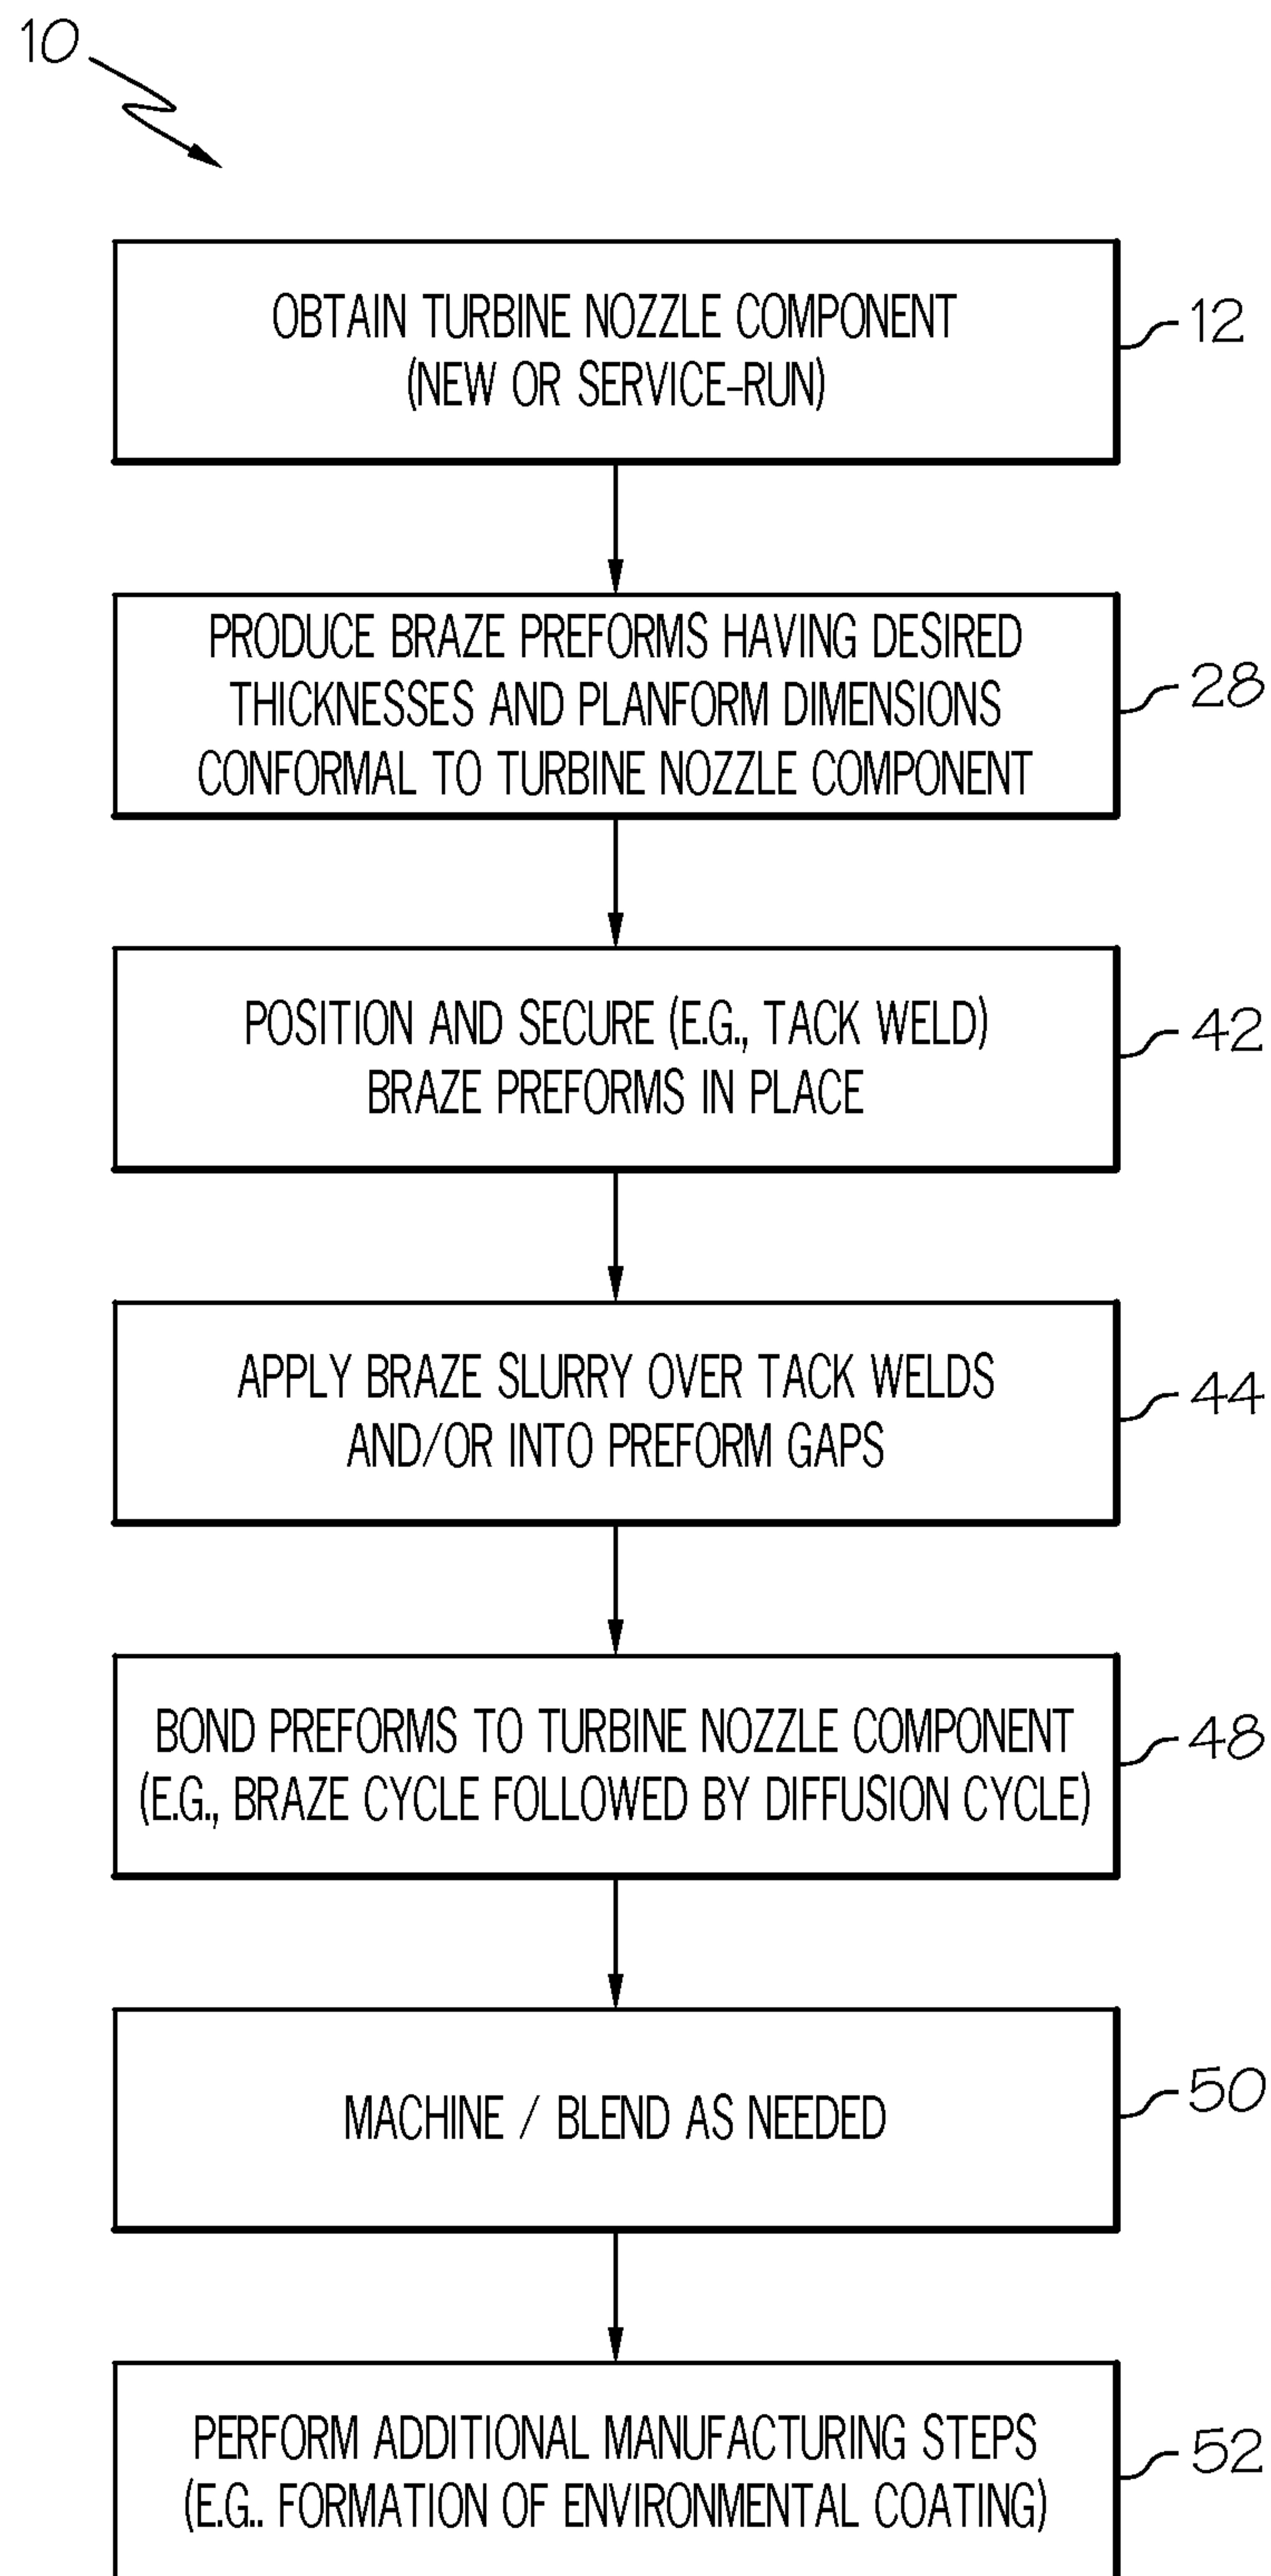 10
OBTAIN TURBINE NOZZLE COMPONENT
(NEW OR SERVICE-RUN)
12
PRODUCE BRAZE PREFORMS HAVING DESIRED
THICKNESSES AND PLANFORM DIMENSIONS
CONFORMAL TO TURBINE NOZZLE COMPONENT
28
POSITION AND SECURE (E.G., TACK WELD)
BRAZE PREFORMS IN PLACE
42
APPLY BRAZE SLURRY OVER TACK WELDS
AND/OR INTO PREFORM GAPS
44
BOND PREFORMS TO TURBINE NOZZLE COMPONENT
(E.G., BRAZE CYCLE FOLLOWED BY DIFFUSION CYCLE)
48
MACHINE / BLEND AS NEEDED
50
PERFORM ADDITIONAL MANUFACTURING STEPS
(E.G.. FORMATION OF ENVIRONMENTAL COATING)
52